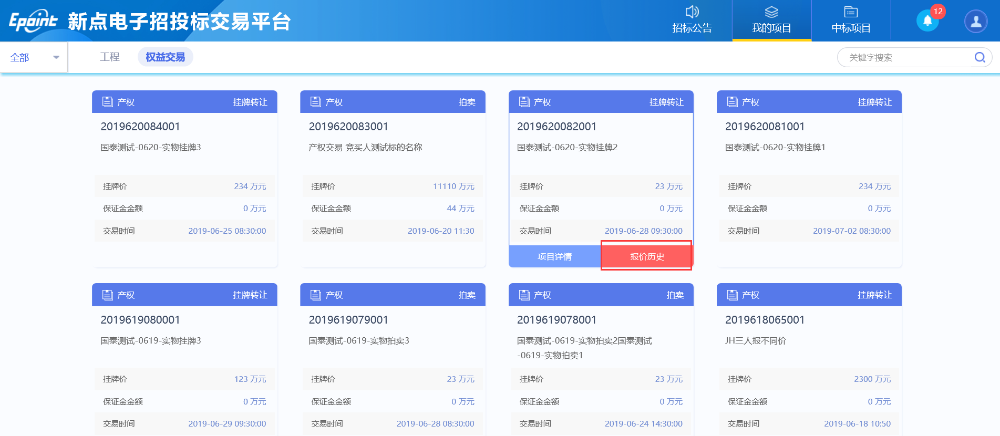 Epoint 新点电子招投标交易平台
招标公告
我的项目
中标项目
12
全部
工程
权益交易
关键字搜索
产权 挂牌转让
2019620084001
国泰测试-0620-实物挂牌3
挂牌价 234 万元
保证金金额 0 万元
交易时间 2019-06-25 08:30:00
产权 拍卖
2019620083001
产权交易 竞买人测试标的名称
挂牌价 11110 万元
保证金金额 44 万元
交易时间 2019-06-20 11:30
产权 挂牌转让
2019620082001
国泰测试-0620-实物挂牌2
挂牌价 23 万元
保证金金额 0 万元
交易时间 2019-06-28 09:30:00
项目详情 报价历史
产权 挂牌转让
2019620081001
国泰测试-0620-实物挂牌1
挂牌价 234 万元
保证金金额 0 万元
交易时间 2019-07-02 08:30:00
产权 挂牌转让
2019619080001
国泰测试-0619-实物挂牌3
挂牌价 123 万元
保证金金额 0 万元
交易时间 2019-06-29 09:30:00
产权 拍卖
2019619079001
国泰测试-0619-实物拍卖3
挂牌价 23 万元
保证金金额 0 万元
交易时间 2019-06-28 08:30:00
产权 拍卖
2019619078001
国泰测试-0619-实物拍卖2国泰测试
-0619-实物拍卖1
挂牌价 23 万元
保证金金额 0 万元
交易时间 2019-06-24 14:30:00
产权 挂牌转让
2019618065001
JH三人报不同价
挂牌价 2300 万元
保证金金额 0 万元
交易时间 2019-06-18 10:50